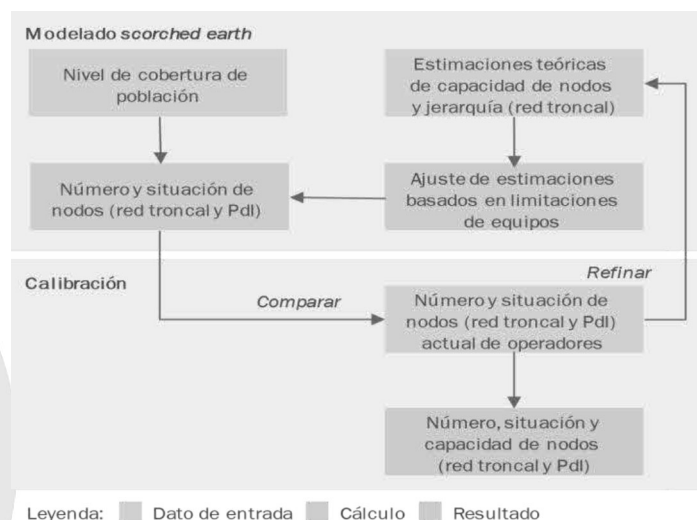 Modelado scorched earth
Nivel de cobertura de
población
Estimaciones teóricas
de capacidad de nodos
y jerarquía (red troncal)
Número y situación de
nodos (red troncal y PdI)
Ajuste de estimaciones
basados en limitaciones
de equipos
Calibración
Refinar
Comparar
Número y situación de
nodos (red troncal y PdI)
actual de operadores
Número, situación y
capacidad de nodos
(red troncal y PdI)
Leyenda: Dato de entrada Cálculo Resultado